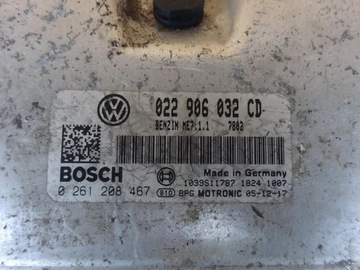 022 906 032 CD
BENZIN ME7.1.1 7803
BOSCH
Made in Germany
0 261 208 467
1039S11787 1824 1007
BPG MOTRONIC 05-12-17